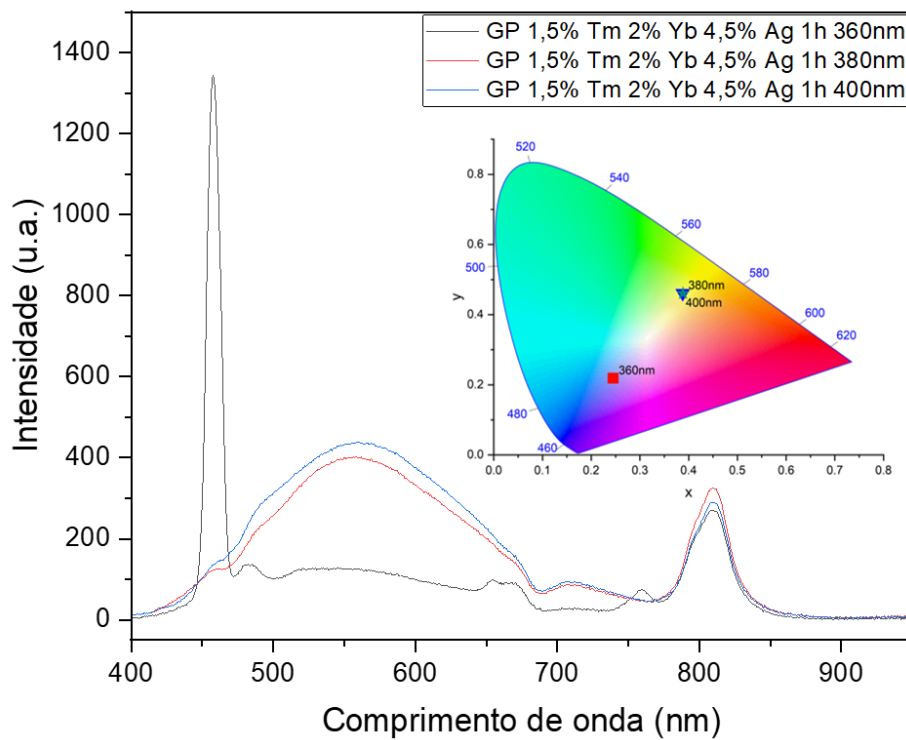 GP 1,5% Tm 2% Yb 4,5% Ag 1h 360nm
GP 1,5% Tm 2% Yb 4,5% Ag 1h 380nm
GP 1,5% Tm 2% Yb 4,5% Ag 1h 400nm
Intensidade (u.a.)
1400
1200
1000
800
600
400
200
0
400 500 600 700 800 900
Comprimento de onda (nm)
y
0.8
0.6
0.4
0.2
0.0
0.0 0.1 0.2 0.3 0.4 0.5 0.6 0.7 0.8
x
520
540
560
500
580
600
620
480
460
380nm
400nm
360nm